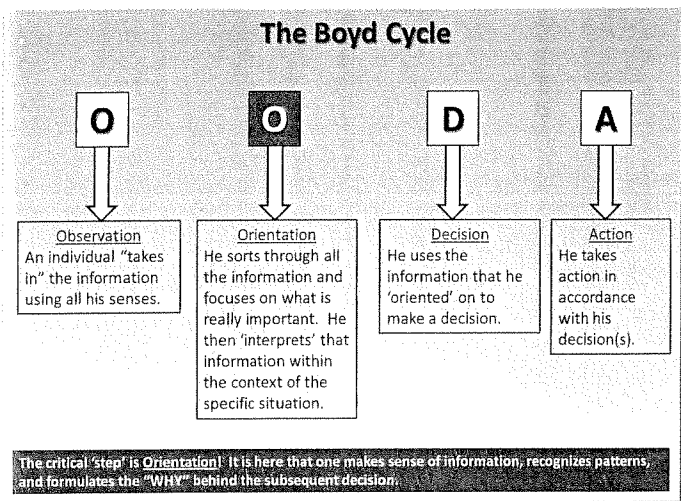 The Boyd Cycle
O
O
D
A
Observation
An individual "takes
in" the information
using all his senses.
Orientation
He sorts through all
the information and
focuses on what is
really important. He
then 'interprets' that
information within
the context of the
specific situation.
Decision
He uses the
information that he
'oriented' on to
make a decision.
Action
He takes
action in
accordance
with his
decision(s).
The critical 'step' is Orientation! It is here that one makes sense of information, recognizes patterns,
and formulates the "WHY" behind the subsequent decision.